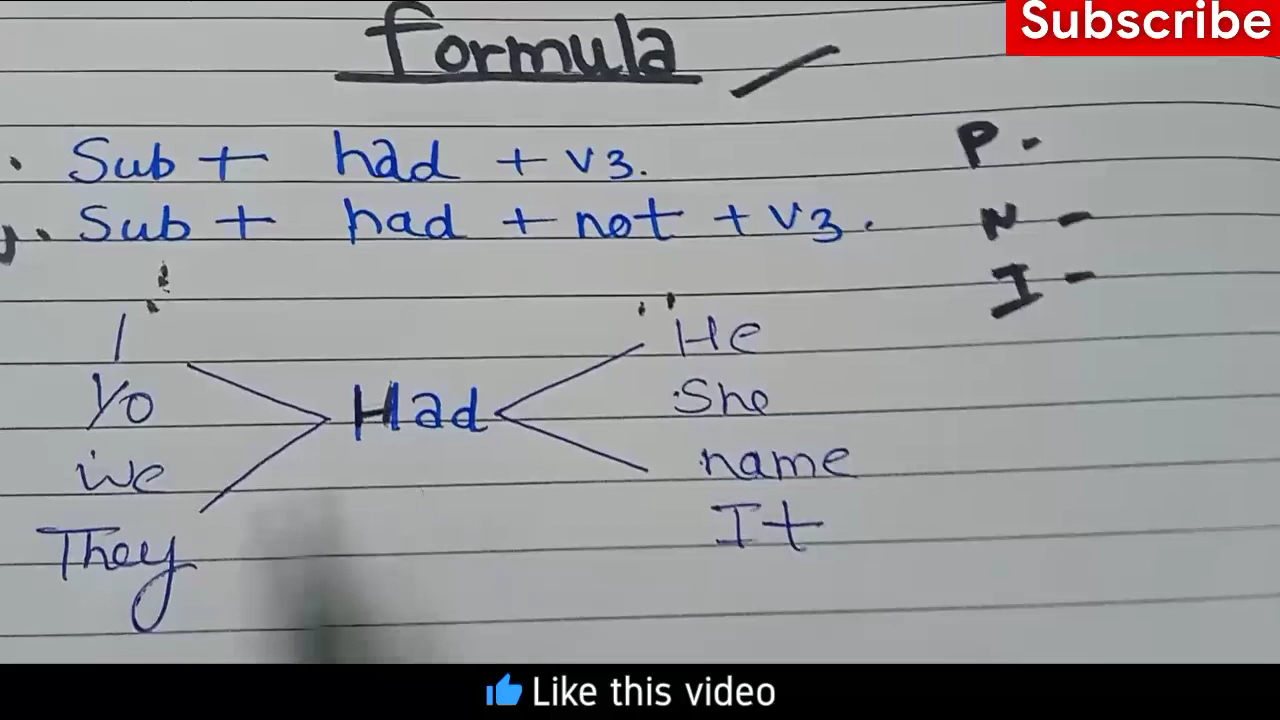 Subscribe
formula
Sub + had + v3.
P -
Sub + had + not + v3.
N -
I -
I
He
Yo
Had
She
we
name
They
It
Like this video